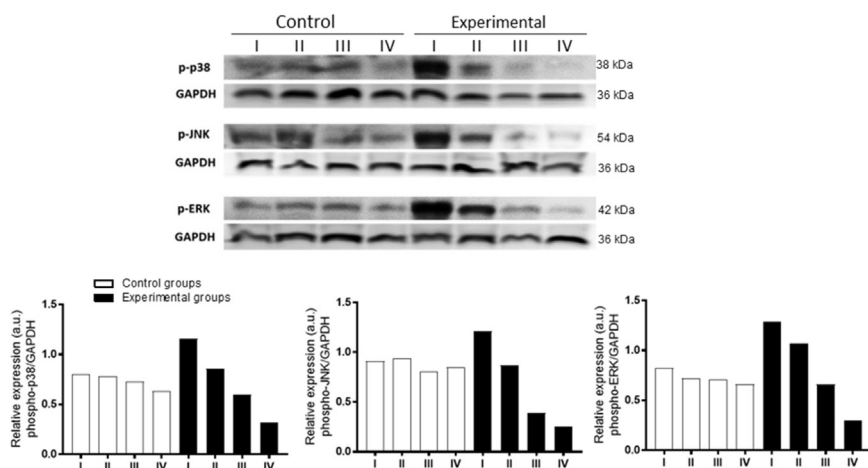 Control Experimental
I II III IV I II III IV
p-p38 38 kDa
GAPDH 36 kDa
p-JNK 54 kDa
GAPDH 36 kDa
p-ERK 42 kDa
GAPDH 36 kDa
Control groups
Experimental groups
Relative expression (a.u.)
phospho-p38/GAPDH
1.5
1.0
0.5
0.0
I II III IV I II III IV
Relative expression (a.u.)
phospho-JNK/GAPDH
1.5
1.0
0.5
0.0
I II III IV I II III IV
Relative expression (a.u.)
phospho-ERK/GAPDH
1.5
1.0
0.5
0.0
I II III IV I II III IV